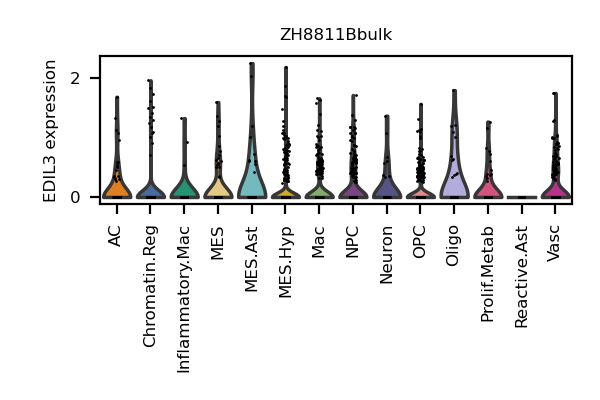 ZH8811Bbulk
EDIL3 expression
2
0
AC
Chromatin.Reg
Inflammatory.Mac
MES
MES.Ast
MES.Hyp
Mac
NPC
Neuron
OPC
Oligo
Prolif.Metab
Reactive.Ast
Vasc